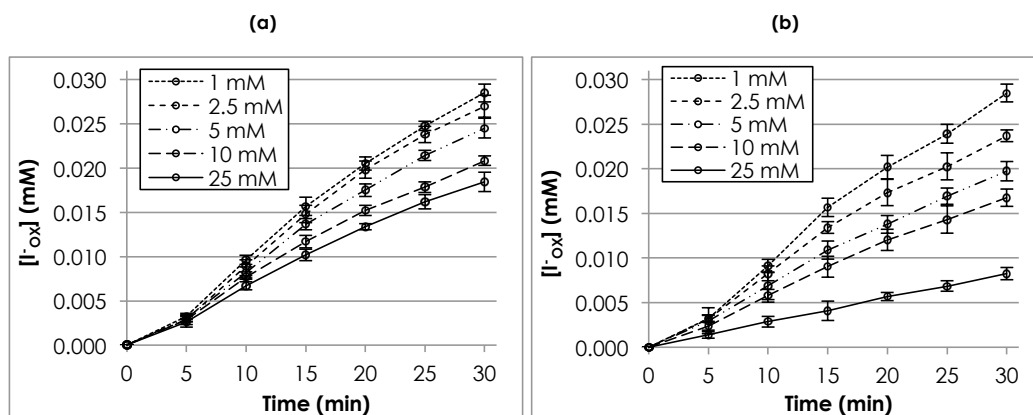 (a)
0.030
0.025
0.020
0.015
0.010
0.005
0.000
[I-OX] (mM)
1 mM
2.5 mM
5 mM
10 mM
25 mM
0 5 10 15 20 25 30
Time (min)
(b)
0.030
0.025
0.020
0.015
0.010
0.005
0.000
[I-OX] (mM)
1 mM
2.5 mM
5 mM
10 mM
25 mM
0 5 10 15 20 25 30
Time (min)